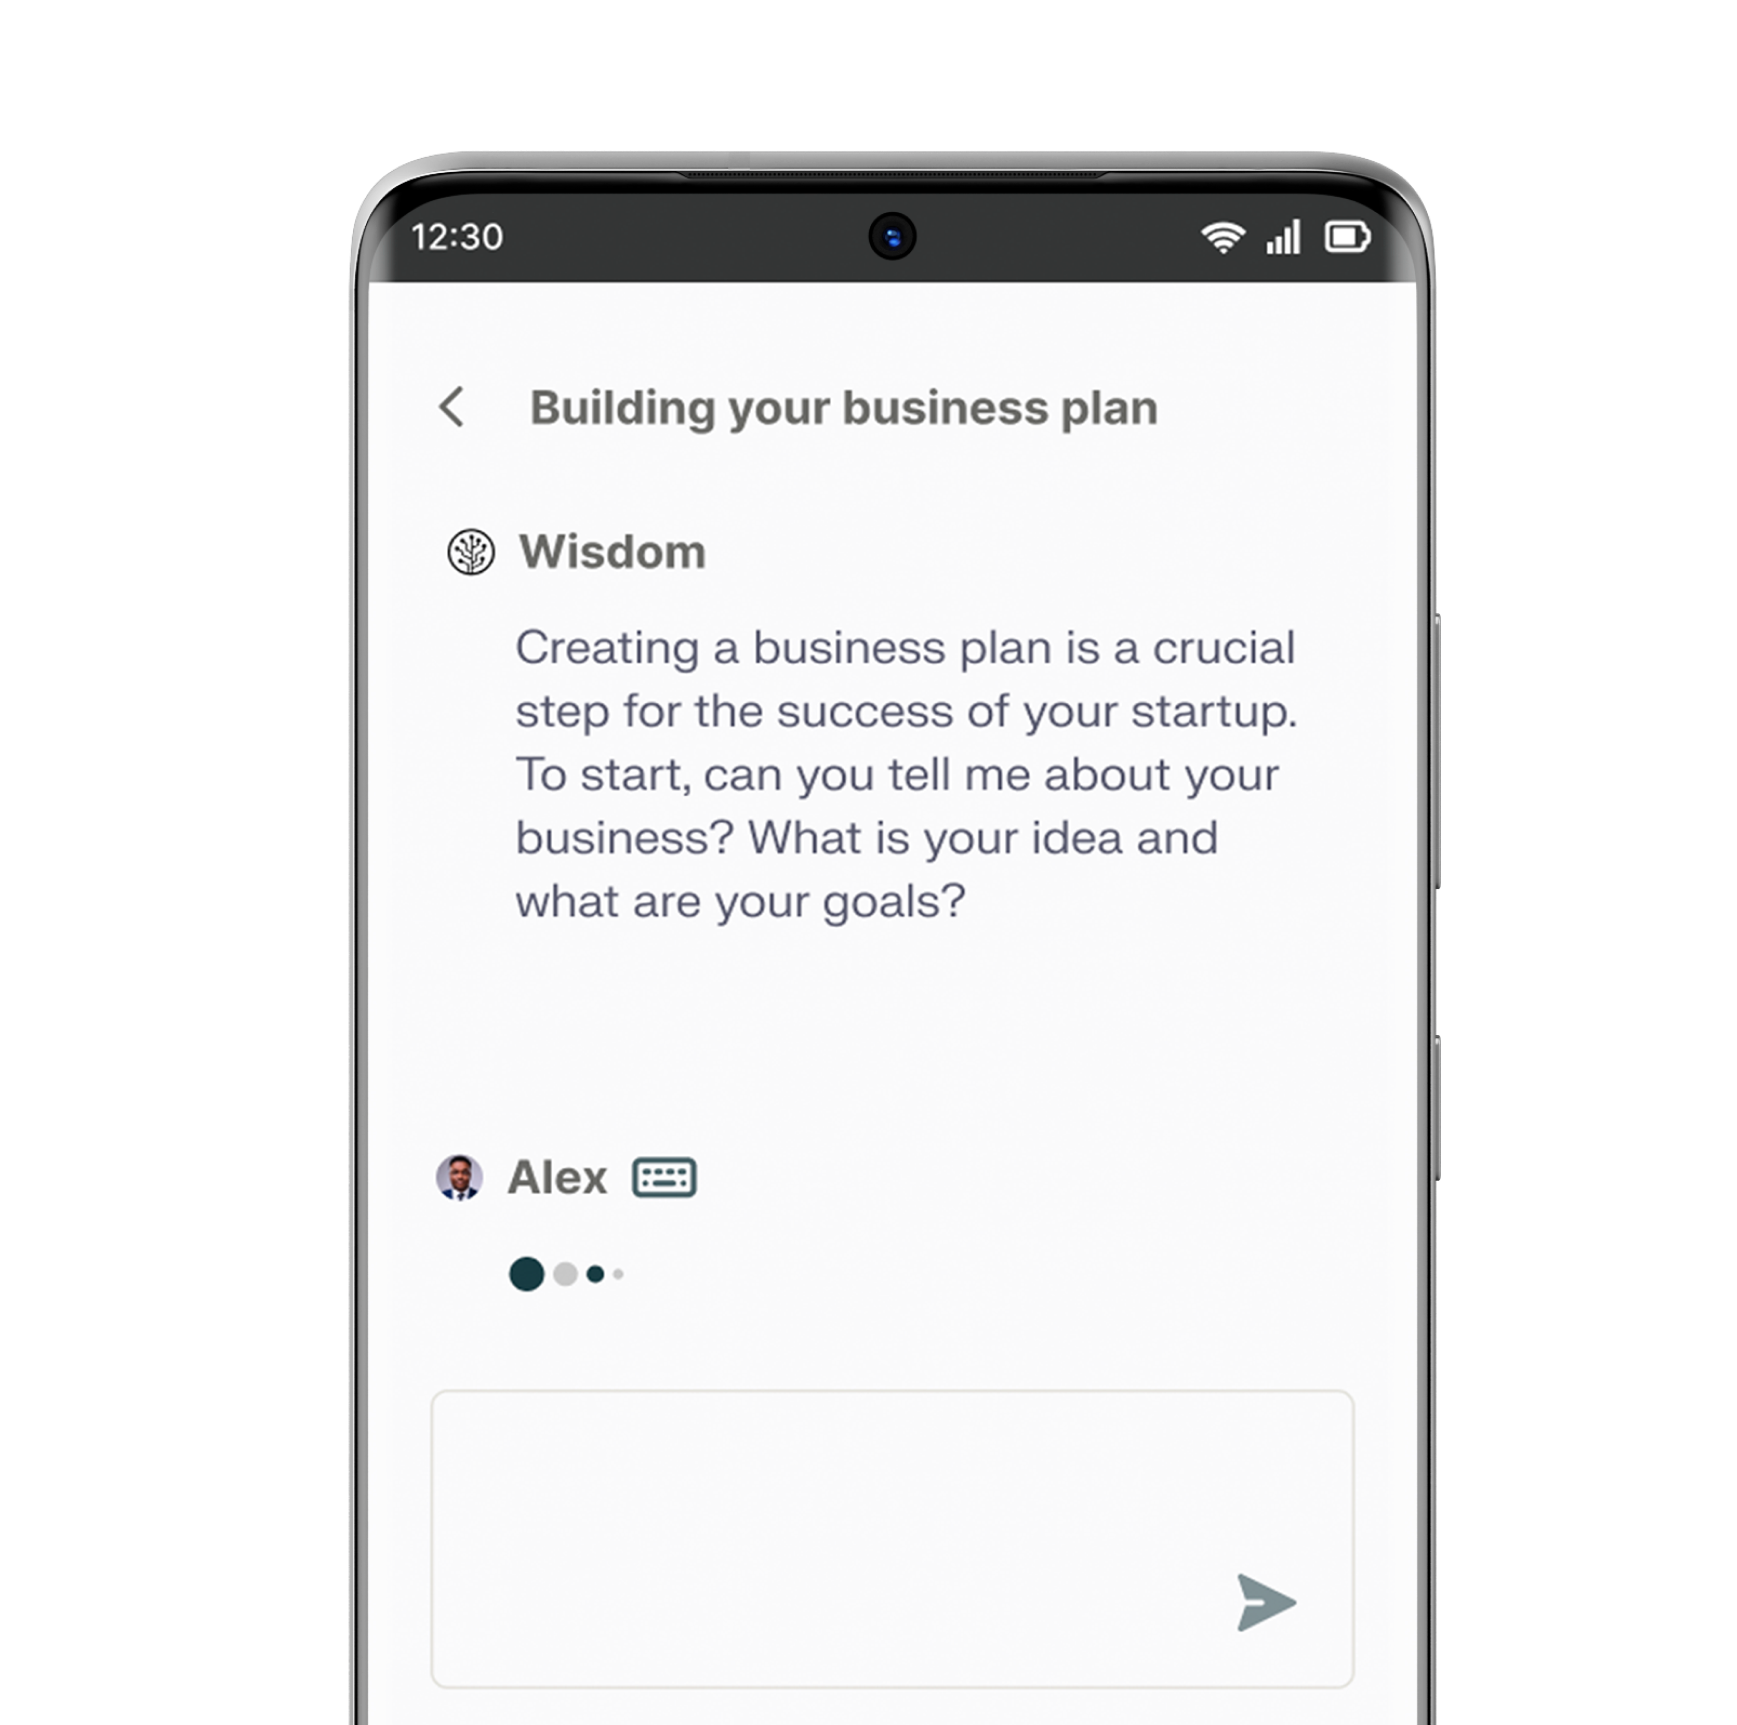 12:30
Building your business plan
Wisdom
Creating a business plan is a crucial
step for the success of your startup.
To start, can you tell me about your
business? What is your idea and
what are your goals?
Alex